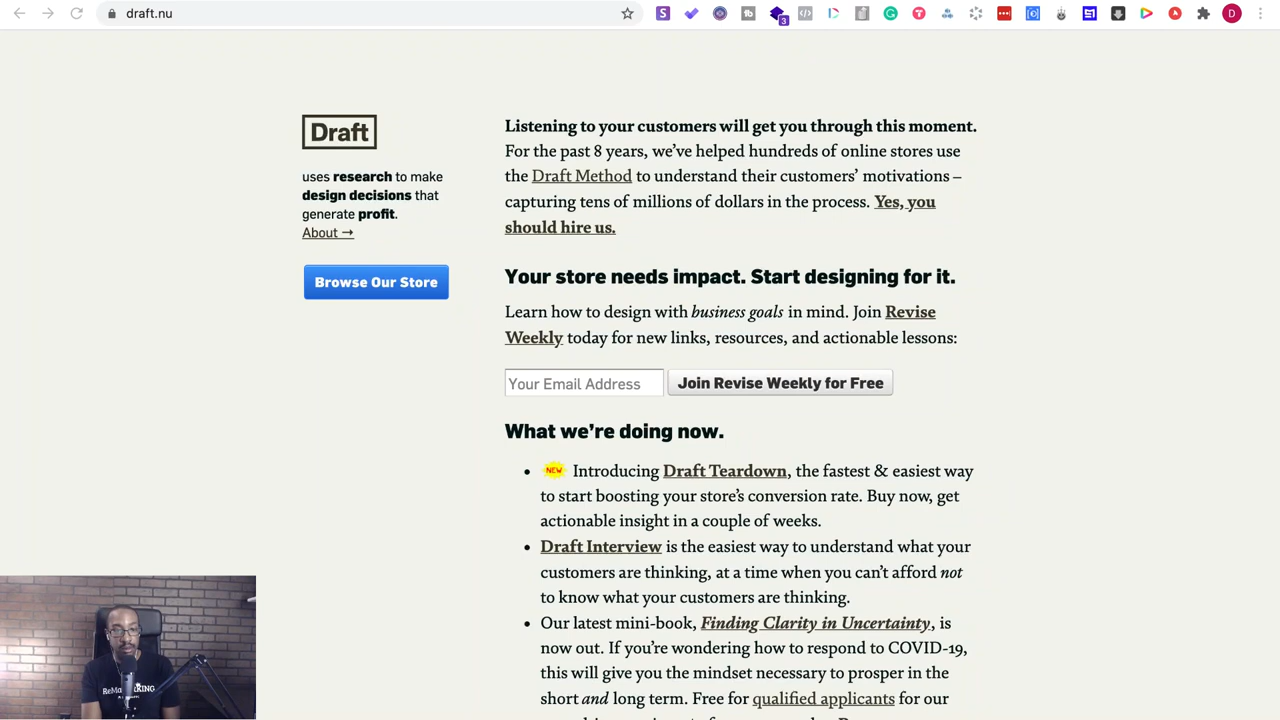 draft.nu
3
D
Draft
uses research to make
design decisions that
generate profit.
About →
Browse Our Store
Listening to your customers will get you through this moment.
For the past 8 years, we’ve helped hundreds of online stores use
the Draft Method to understand their customers’ motivations –
capturing tens of millions of dollars in the process. Yes, you
should hire us.
Your store needs impact. Start designing for it.
Learn how to design with business goals in mind. Join Revise
Weekly today for new links, resources, and actionable lessons:
Your Email Address
Join Revise Weekly for Free
What we’re doing now.
• NEW Introducing Draft Teardown, the fastest & easiest way
to start boosting your store’s conversion rate. Buy now, get
actionable insight in a couple of weeks.
• Draft Interview is the easiest way to understand what your
customers are thinking, at a time when you can’t afford not
to know what your customers are thinking.
• Our latest mini-book, Finding Clarity in Uncertainty, is
now out. If you’re wondering how to respond to COVID-19,
this will give you the mindset necessary to prosper in the
short and long term. Free for qualified applicants for our